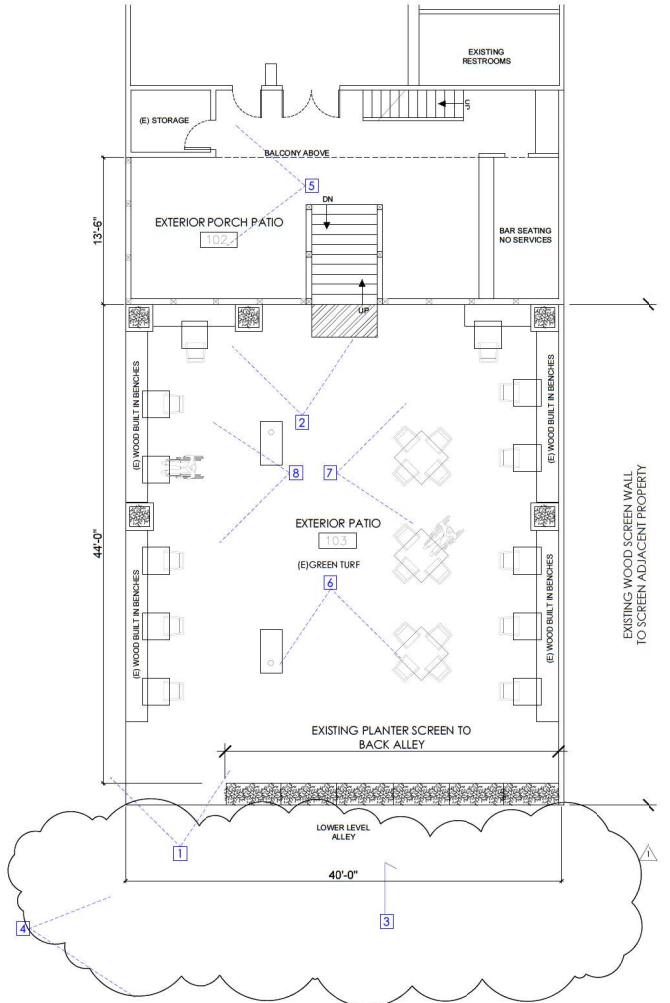 EXISTING
RESTROOMS
UP
(E) STORAGE
BALCONY ABOVE
5
DN
EXTERIOR PORCH PATIO
102
BAR SEATING
NO SERVICES
13'-6"
UP
(E) WOOD BUILT IN BENCHES
(E) WOOD BUILT IN BENCHES
2
8
7
EXTERIOR PATIO
103
(E)GREEN TURF
6
44'-0"
EXISTING WOOD SCREEN WALL
TO SCREEN ADJACENT PROPERTY
(E) WOOD BUILT IN BENCHES
(E) WOOD BUILT IN BENCHES
EXISTING PLANTER SCREEN TO
BACK ALLEY
LOWER LEVEL
ALLEY
1
1
40'-0"
3
4